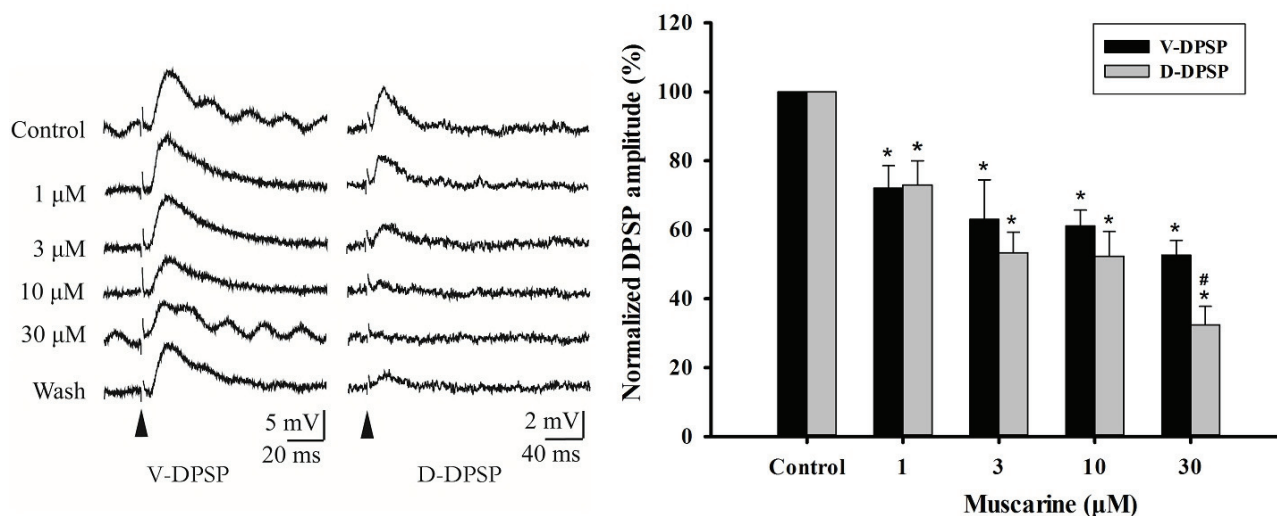 Control
1 µM
3 µM
10 µM
30 µM
Wash
5 mV
20 ms
2 mV
40 ms
V-DPSP
D-DPSP
Normalized DPSP amplitude (%)
120
100
80
60
40
20
0
V-DPSP
D-DPSP
* *
* *
* *
* # *
Control 1 3 10 30
Muscarine (µM)